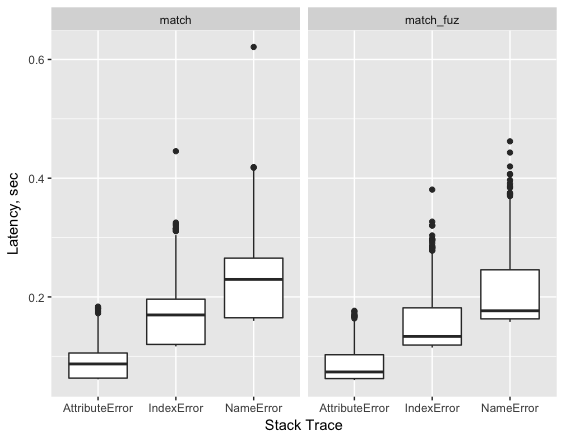 match match_fuz
Latency, sec
0.6
0.4
0.2
AttributeError IndexError NameError AttributeError IndexError NameError
Stack Trace